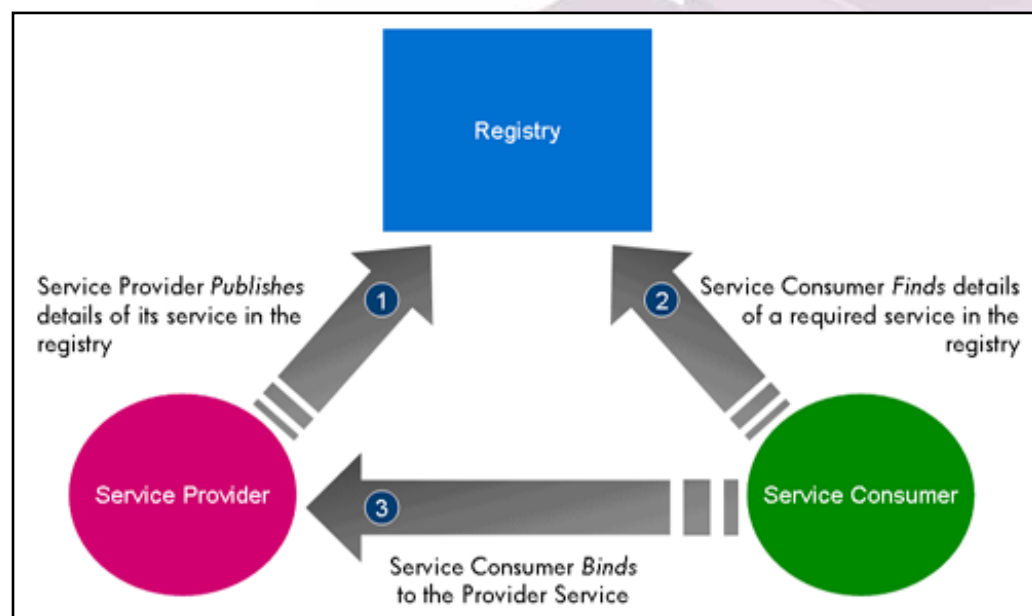 Registry
Service Provider Publishes
details of its service in the
registry
1
2
Service Consumer Finds details
of a required service in the
registry
Service Provider
3
Service Consumer
Service Consumer Binds
to the Provider Service